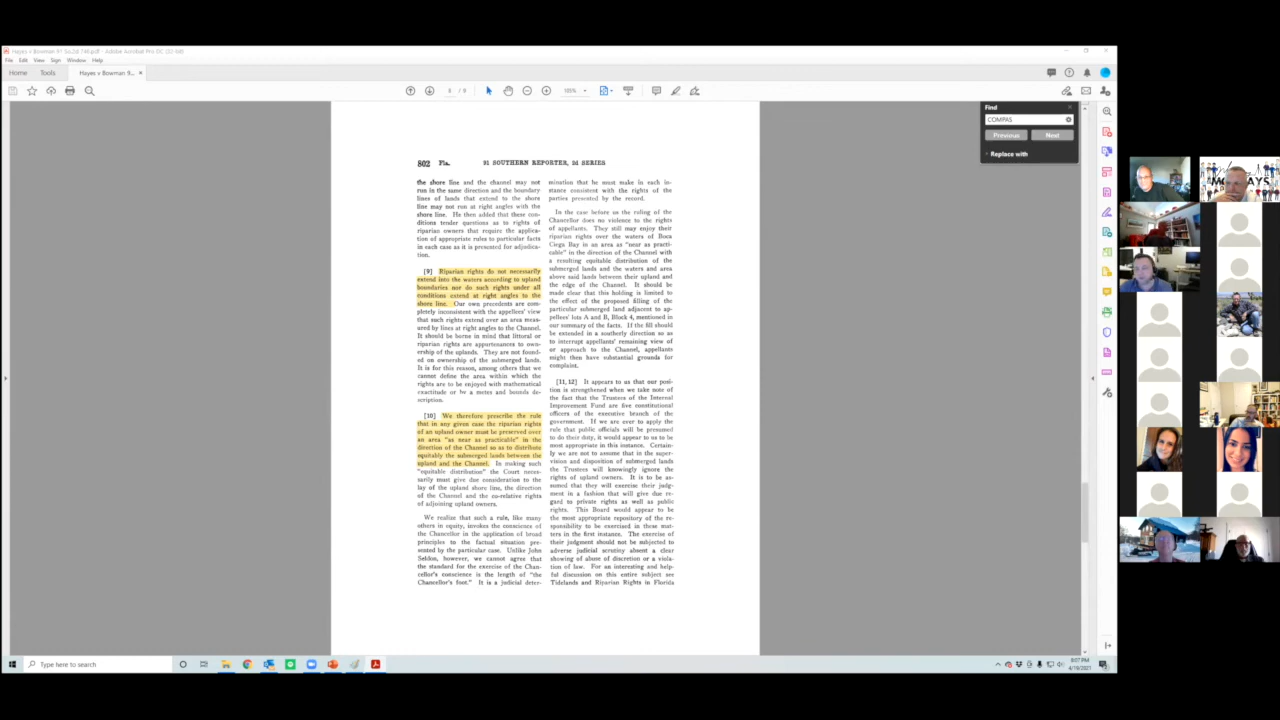 Hayes v Bowman 91 So.2d 796.pdf - Adobe Acrobat Pro DC (32-bit)
File Edit View Sign Window Help
Home Tools Hayes v Bowman 9... ×
8 / 9
105%
Find
COMPAS
Previous Next
Replace with
802 Fla. 91 SOUTHERN REPORTER, 2d SERIES
the shore line and the channel may not
run in the same direction and the boundary
lines of lands that extend to the shore
line may not run at right angles with the
shore line. He then added that these con-
ditions tender questions as to rights of
riparian owners that require the applica-
tion of appropriate rules to particular facts
in each case as it is presented for adjudica-
tion.
[9] Riparian rights do not necessarily
extend into the waters according to upland
boundaries nor do such rights under all
conditions extend at right angles to the
shore line. Our own precedents are com-
pletely inconsistent with the appellees' view
that such rights extend over an area meas-
ured by lines at right angles to the Channel.
It should be borne in mind that littoral or
riparian rights are appurtenances to own-
ership of the uplands. They are not found-
ed on ownership of the submerged lands.
It is for this reason, among others that we
cannot define the area within which the
rights are to be enjoyed with mathematical
exactitude or by a metes and bounds de-
scription.
[10] We therefore prescribe the rule
that in any given case the riparian rights
of an upland owner must be preserved over
an area "as near as practicable" in the
direction of the Channel so as to distribute
equitably the submerged lands between the
upland and the Channel. In making such
"equitable distribution" the Court neces-
sarily must give due consideration to the
lay of the upland shore line, the direction
of the Channel and the co-relative rights
of adjoining upland owners.
We realize that such a rule, like many
others in equity, invokes the conscience of
the Chancellor in the application of broad
principles to the factual situation pre-
sented by the particular case. Unlike John
Seldon, however, we cannot agree that
the standard for the exercise of the Chan-
cellor's conscience is the length of "the
Chancellor's foot." It is a judicial deter-
mination that he must make in each in-
stance consistent with the rights of the
parties presented by the record.
In the case before us the ruling of the
Chancellor does no violence to the rights
of appellants. They still may enjoy their
riparian rights over the waters of Boca
Ciega Bay in an area as "near as practi-
cable" in the direction of the Channel with
a resulting equitable distribution of the
submerged lands and the waters and area
above said lands between their upland and
the edge of the Channel. It should be
made clear that this holding is limited to
the effect of the proposed filling of the
particular submerged land adjacent to ap-
pellees' lots A and B, Block 4, mentioned in
our summary of the facts. If the fill should
be extended in a southerly direction so as
to interrupt appellants' remaining view of
or approach to the Channel, appellants
might then have substantial grounds for
complaint.
[11, 12] It appears to us that our posi-
tion is strengthened when we take note of
the fact that the Trustees of the Internal
Improvement Fund are five constitutional
officers of the executive branch of the
government. If we are ever to apply the
rule that public officials will be presumed
to do their duty, it would appear to us to be
most appropriate in this instance. Certain-
ly we are not to assume that in the super-
vision and disposition of submerged lands
the Trustees will knowingly ignore the
rights of upland owners. It is to be as-
sumed that they will exercise their judg-
ment in a fashion that will give due re-
gard to private rights as well as public
rights. This Board would appear to be
the most appropriate repository of the re-
sponsibility to be exercised in these mat-
ters in the first instance. The exercise of
their judgment should not be subjected to
adverse judicial scrutiny absent a clear
showing of abuse of discretion or a viola-
tion of law. For an interesting and help-
ful discussion on this entire subject see
Tidelands and Riparian Rights in Florida
Type here to search
8:07 PM